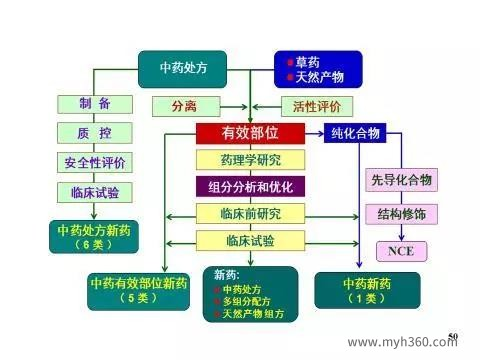 中药处方
草药
天然产物
制 备
分离
活性评价
质 控
有效部位
纯化合物
安全性评价
药理学研究
临床试验
组分分析和优化
先导化合物
临床前研究
结构修饰
中药处方新药
（6 类）
临床试验
NCE
中药有效部位新药
（5 类）
新药:
中药处方
多组分配方
天然产物 组方
中药新药
（1 类）
50
www.myh360.com